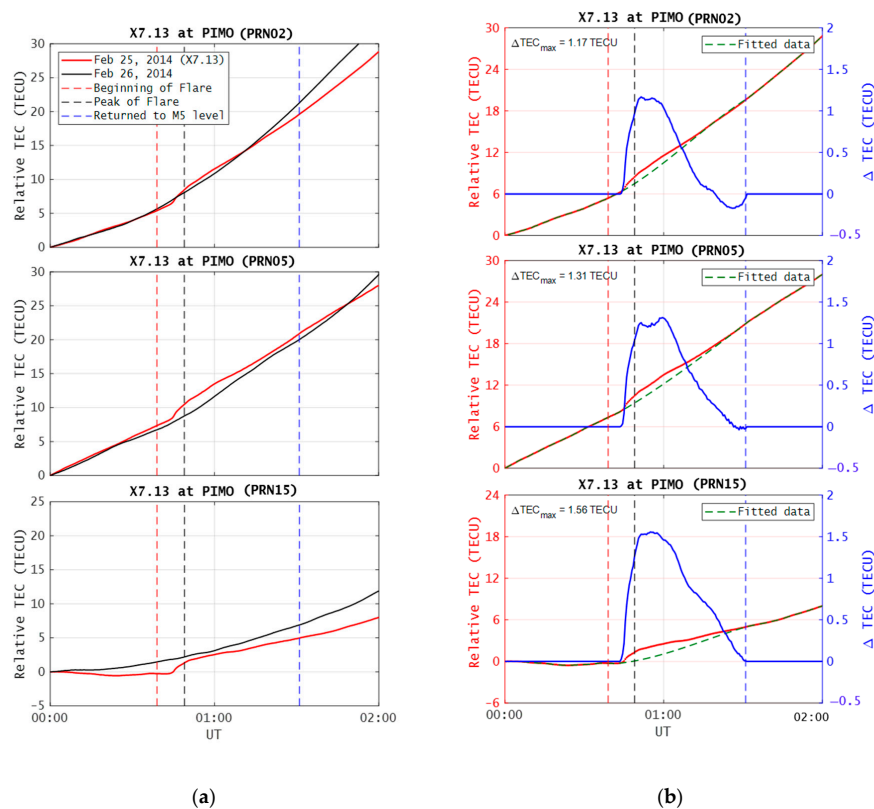 X7.13 at PIMO (PRN02)
30
25
20
15
10
5
0
Relative TEC (TECU)
Feb 25, 2014 (X7.13)
Feb 26, 2014
Beginning of Flare
Peak of Flare
Returned to M5 level
X7.13 at PIMO (PRN05)
30
25
20
15
10
5
0
Relative TEC (TECU)
X7.13 at PIMO (PRN15)
25
20
15
10
5
0
-5
Relative TEC (TECU)
00:00 01:00 02:00
UT
(a)
X7.13 at PIMO (PRN02)
30
24
18
12
6
0
Relative TEC (TECU)
ΔTECmax = 1.17 TECU
Fitted data
2
1.5
1
0.5
0
-0.5
Δ TEC (TECU)
X7.13 at PIMO (PRN05)
30
24
18
12
6
0
Relative TEC (TECU)
ΔTECmax = 1.31 TECU
Fitted data
2
1.5
1
0.5
0
-0.5
Δ TEC (TECU)
X7.13 at PIMO (PRN15)
24
18
12
6
0
-6
Relative TEC (TECU)
ΔTECmax = 1.56 TECU
Fitted data
2
1.5
1
0.5
0
-0.5
Δ TEC (TECU)
00:00 01:00 02:00
UT
(b)